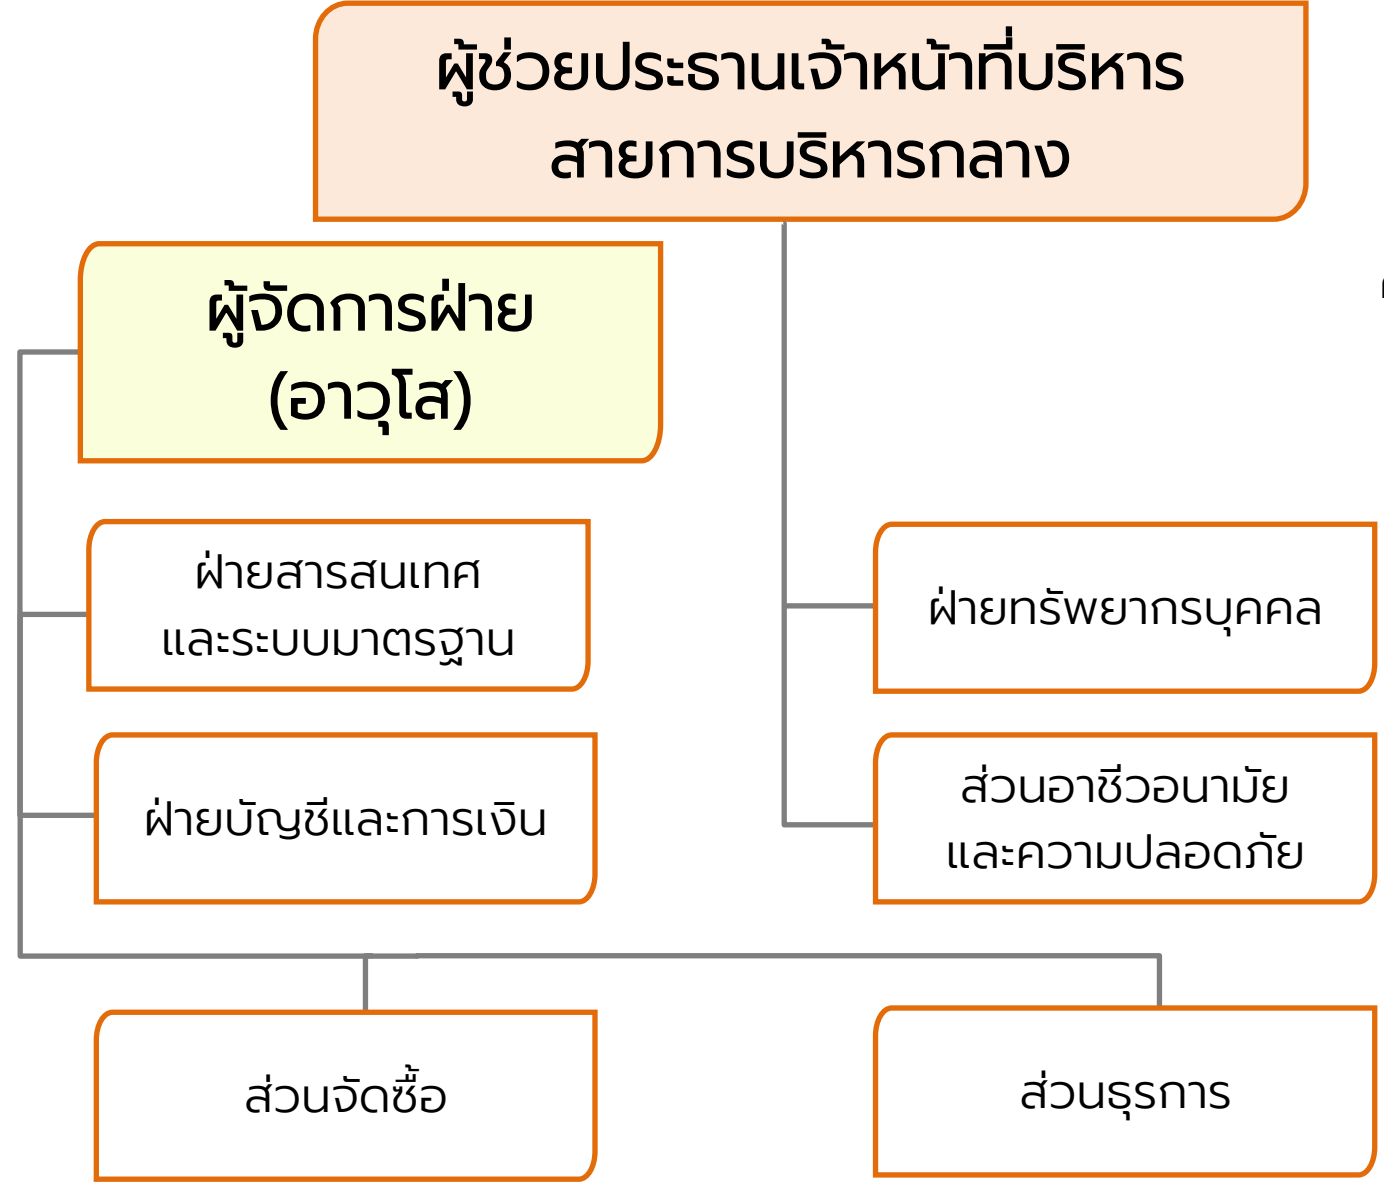 ผู้ช่วยประธานเจ้าหน้าที่บริหาร
สายการบริหารกลาง
ผู้จัดการฝ่าย
(อาวุโส)
ฝ่ายสารสนเทศ
และระบบมาตรฐาน
ฝ่ายทรัพยากรบุคคล
ฝ่ายบัญชีและการเงิน
ส่วนอาชีวอนามัย
และความปลอดภัย
ส่วนจัดซื้อ
ส่วนธุรการ